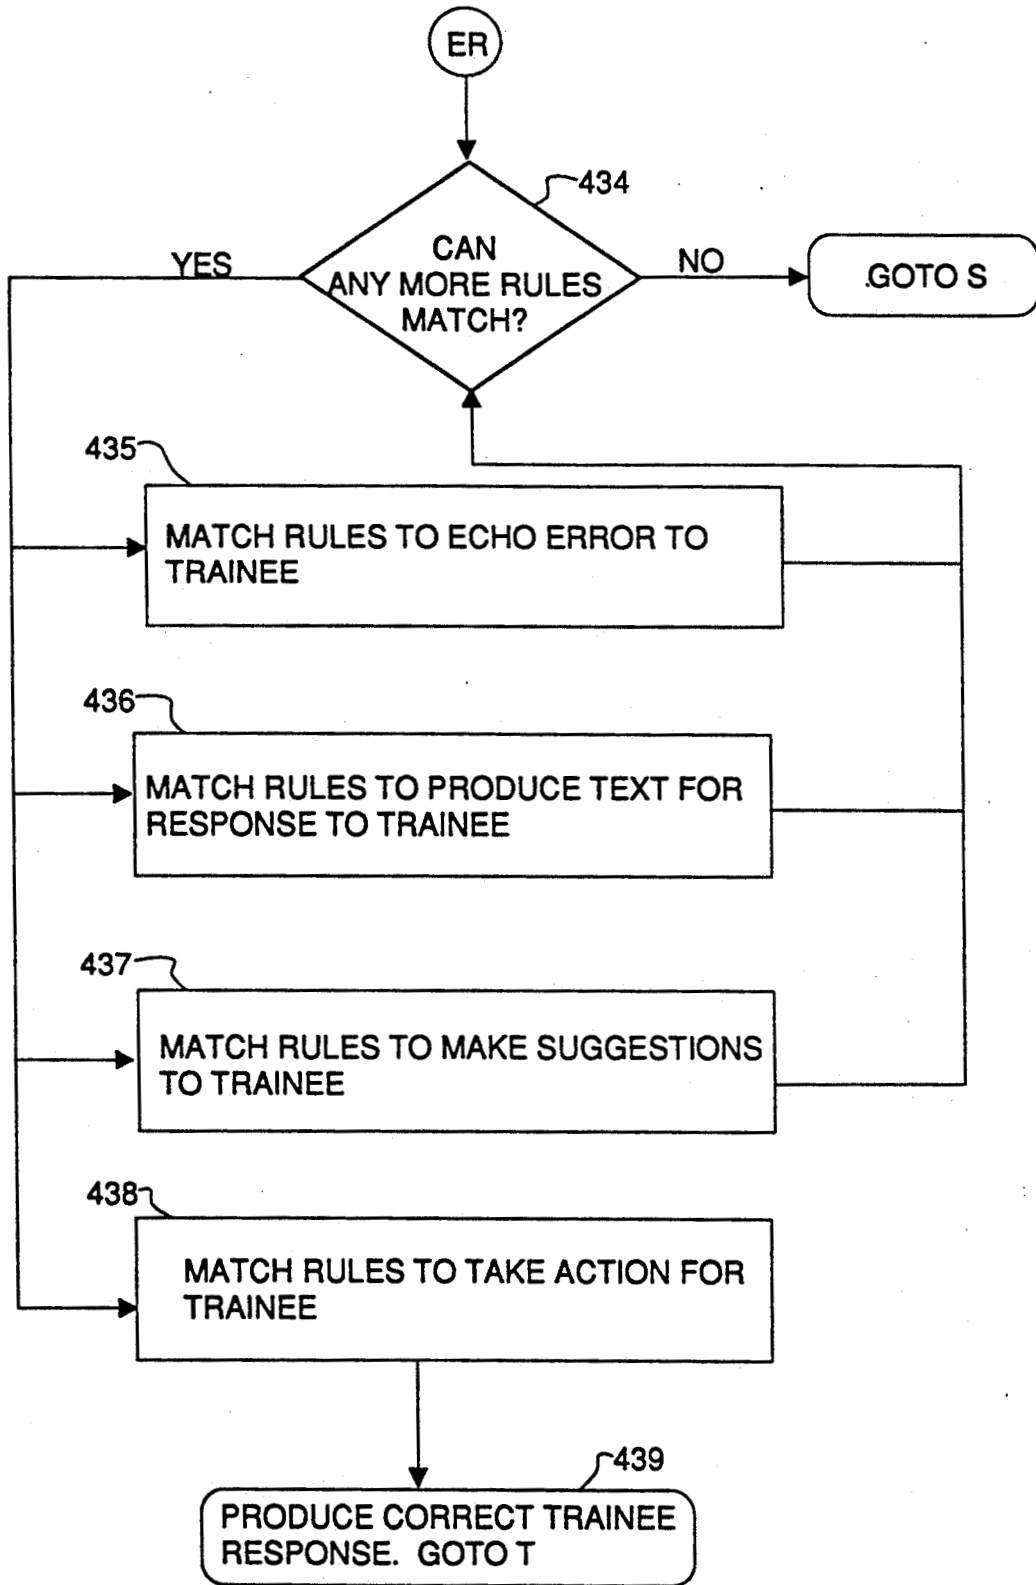 ER
434
CAN
ANY MORE RULES
MATCH?
YES
NO
.GOTO S
435
MATCH RULES TO ECHO ERROR TO
TRAINEE
436
MATCH RULES TO PRODUCE TEXT FOR
RESPONSE TO TRAINEE
437
MATCH RULES TO MAKE SUGGESTIONS
TO TRAINEE
438
MATCH RULES TO TAKE ACTION FOR
TRAINEE
439
PRODUCE CORRECT TRAINEE
RESPONSE. GOTO T